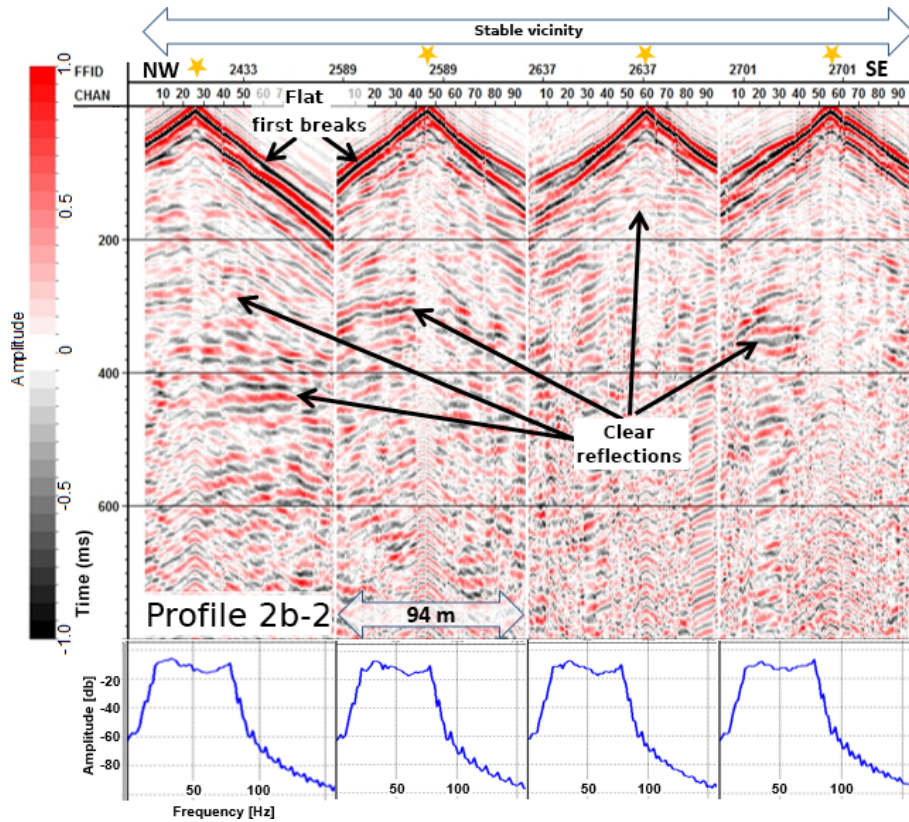 Stable vicinity
FFID NW 2433 2589 2589 2637 2637 2701 2701 SE
CHAN 10 20 30 40 50 60 7 10 20 30 40 50 60 70 80 90 10 20 30 40 50 60 70 80 90 10 20 30 40 50 60 70 80 90
Flat
first breaks
1.0
0.5
0
-0.5
-1.0
Amplitude
200
400
600
Time (ms)
Clear
reflections
Profile 2b-2
94 m
Amplitude [db]
-20
-40
-60
-80
50 100 50 100 50 100 50 100
Frequency [Hz]